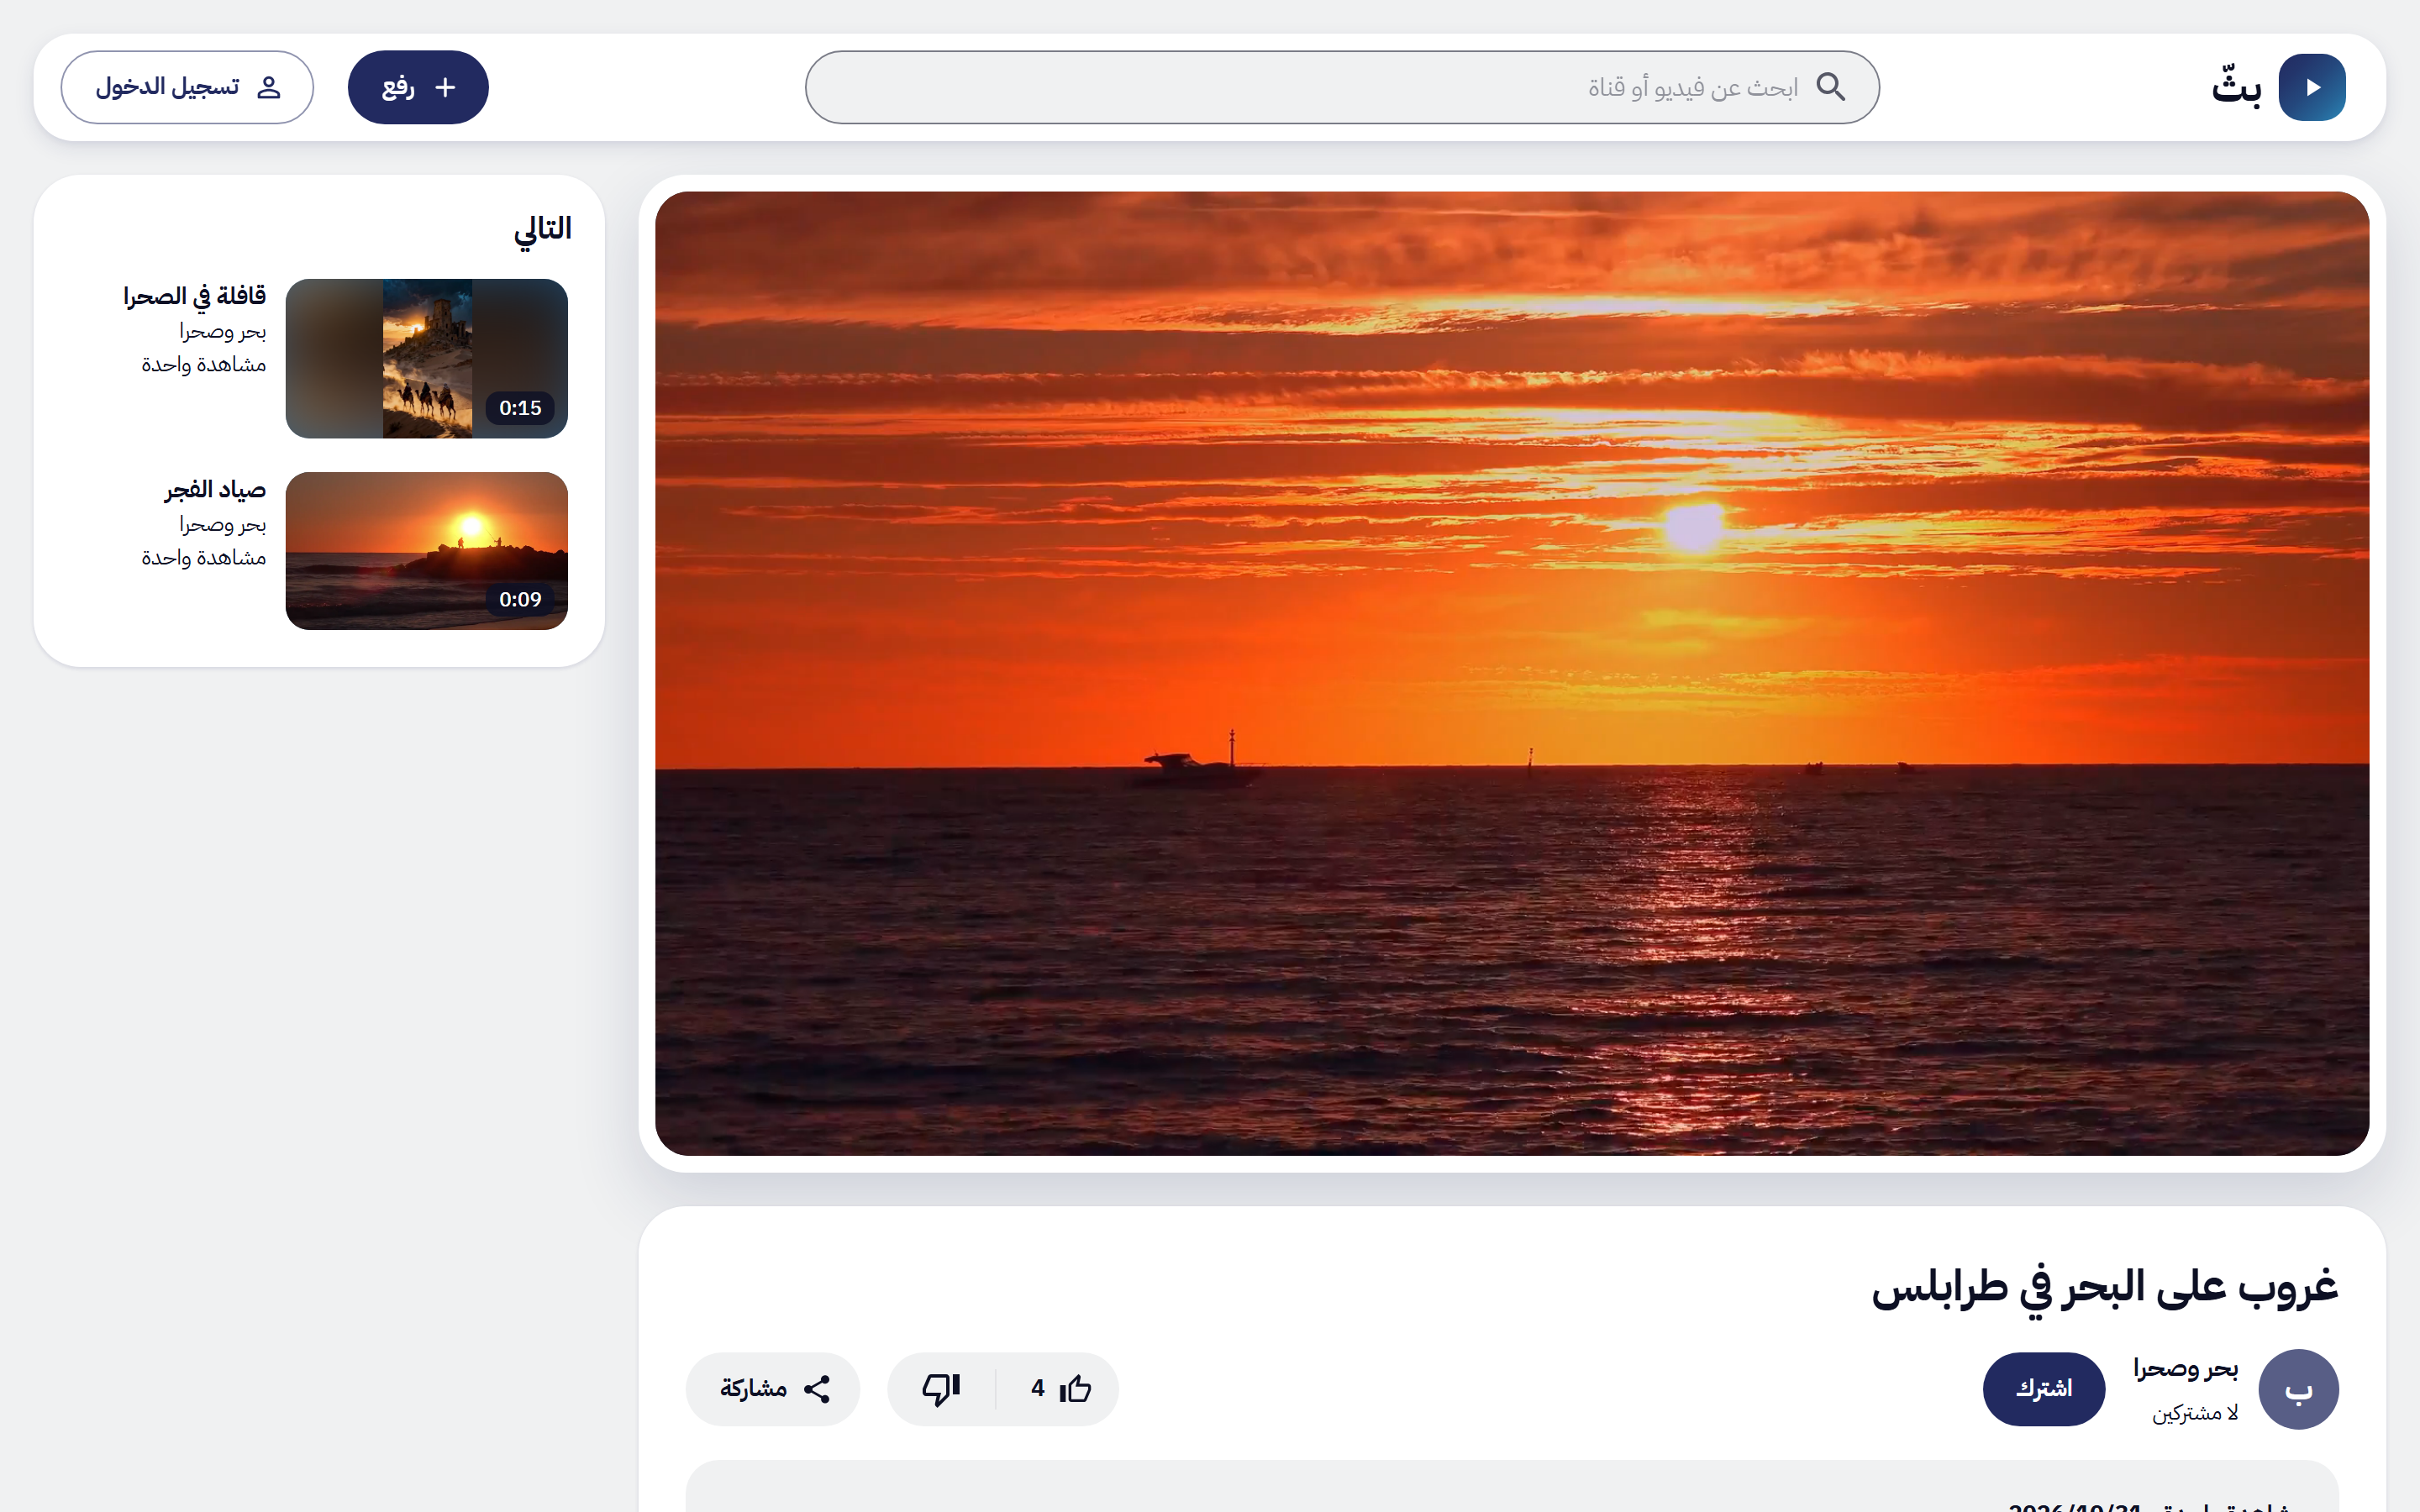 بثّ
ابحث عن فيديو أو قناة
رفع
تسجيل الدخول
التالي
قافلة في الصحرا
بحر وصحرا
مشاهدة واحدة
0:15
صياد الفجر
بحر وصحرا
مشاهدة واحدة
0:09
غروب على البحر في طرابلس
ب
بحر وصحرا
لا مشتركين
اشترك
4
مشاركة